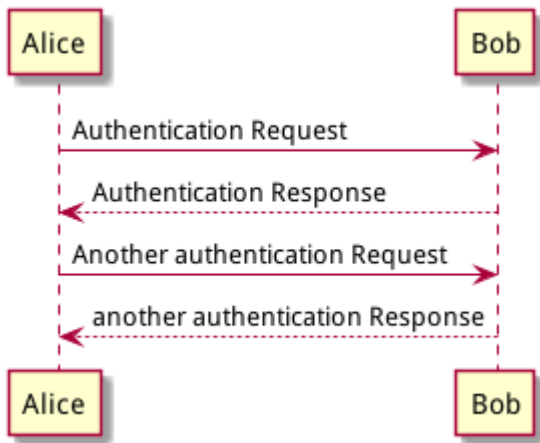 Alice
Bob
Authentication Request
Authentication Response
Another authentication Request
another authentication Response
Alice
Bob